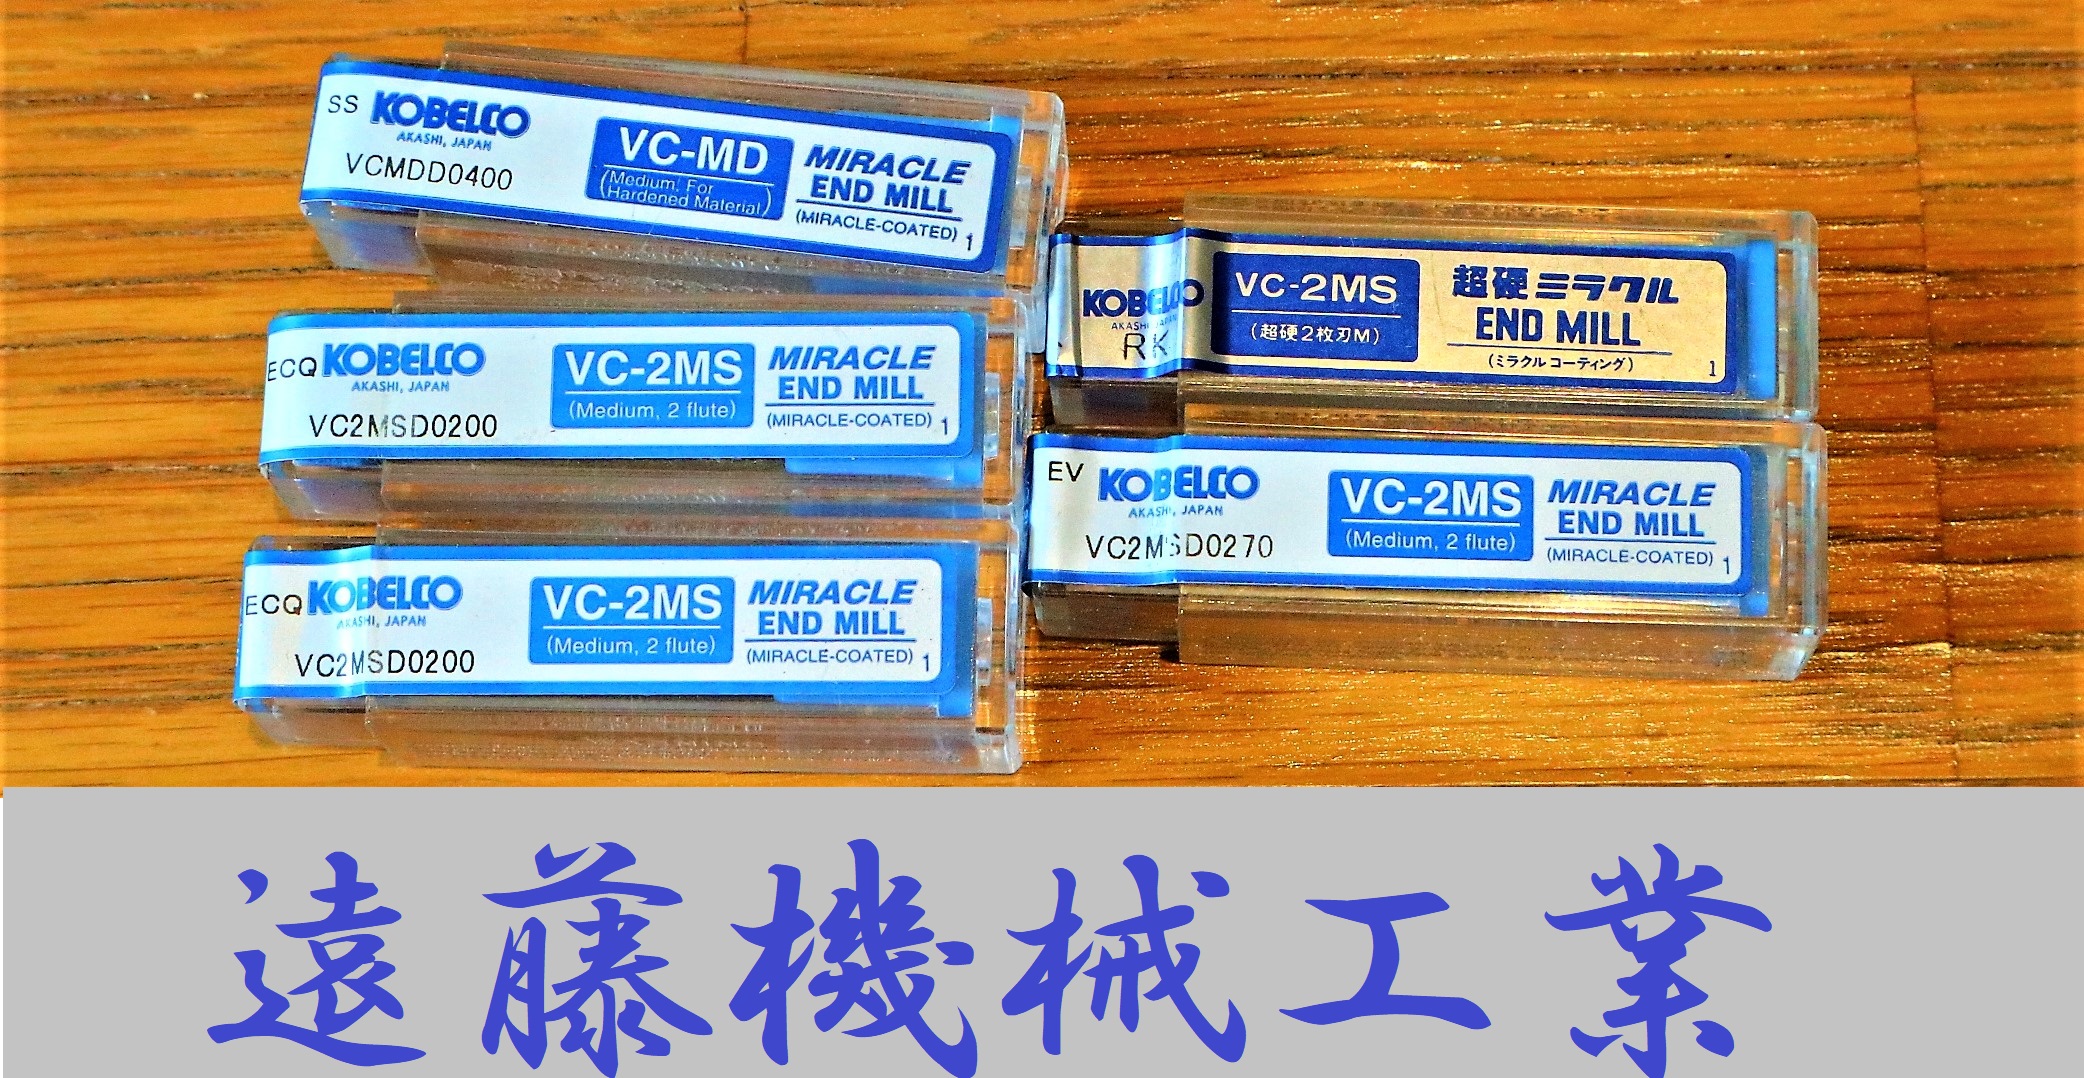 SS KOBELCO
AKASHI, JAPAN
VCMDD0400
VC-MD
(Medium, For
Hardened Material)
MIRACLE
END MILL
(MIRACLE-COATED) 1
ECQ KOBELCO
AKASHI, JAPAN
VC2MSD0200
VC-2MS
(Medium, 2 flute)
MIRACLE
END MILL
(MIRACLE-COATED) 1
ECQ KOBELCO
AKASHI, JAPAN
VC2MSD0200
VC-2MS
(Medium, 2 flute)
MIRACLE
END MILL
(MIRACLE-COATED) 1
KOBELCO
AKASHI, JAPAN
RK
VC-2MS
(超硬2枚刃M)
超硬ミラクル
END MILL
(ミラクルコーティング) 1
EV KOBELCO
AKASHI, JAPAN
VC2MSD0270
VC-2MS
(Medium, 2 flute)
MIRACLE
END MILL
(MIRACLE-COATED) 1
遠藤機械工業